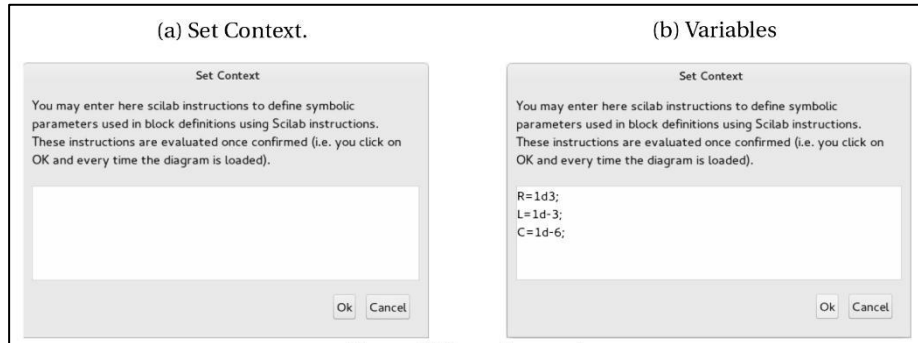 (a) Set Context.
Set Context
You may enter here scilab instructions to define symbolic
parameters used in block definitions using Scilab instructions.
These instructions are evaluated once confirmed (i.e. you click on
OK and every time the diagram is loaded).
Ok Cancel
(b) Variables
Set Context
You may enter here scilab instructions to define symbolic
parameters used in block definitions using Scilab instructions.
These instructions are evaluated once confirmed (i.e. you click on
OK and every time the diagram is loaded).
R=1d3;
L=1d-3;
C=1d-6;
Ok Cancel